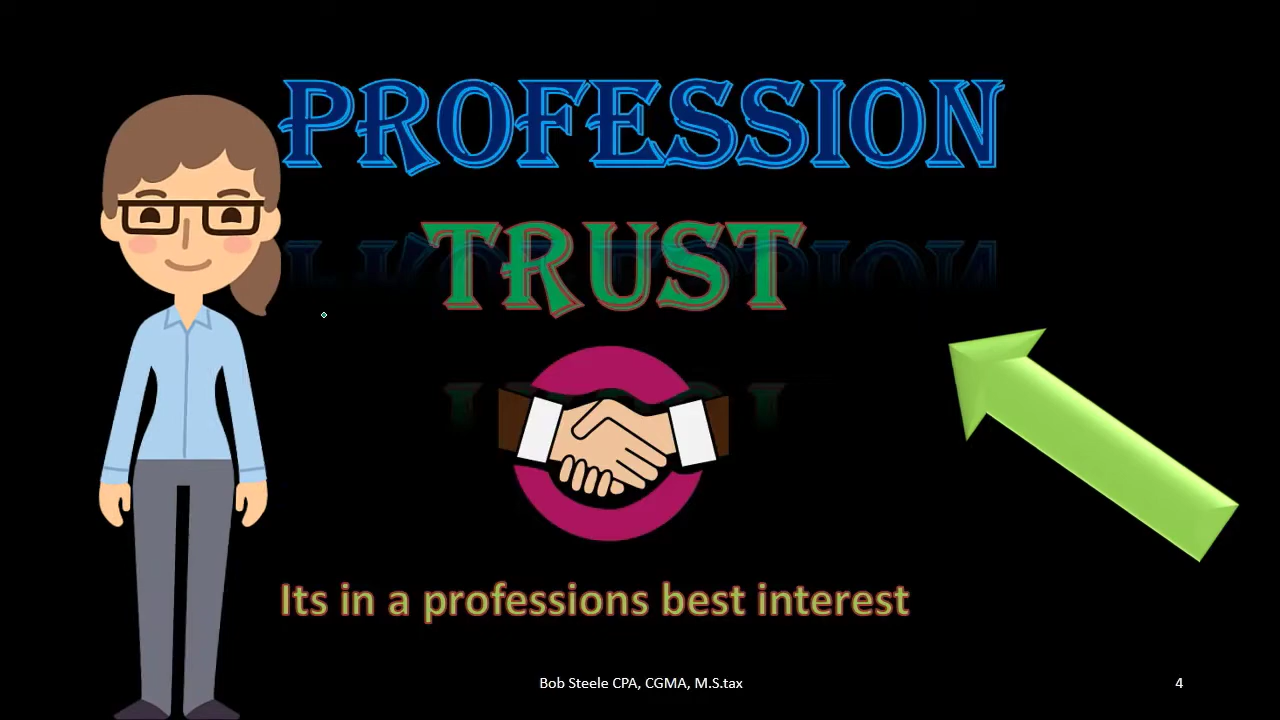 PROFESSION
TRUST
Its in a professions best interest
Bob Steele CPA, CGMA, M.S.tax
4